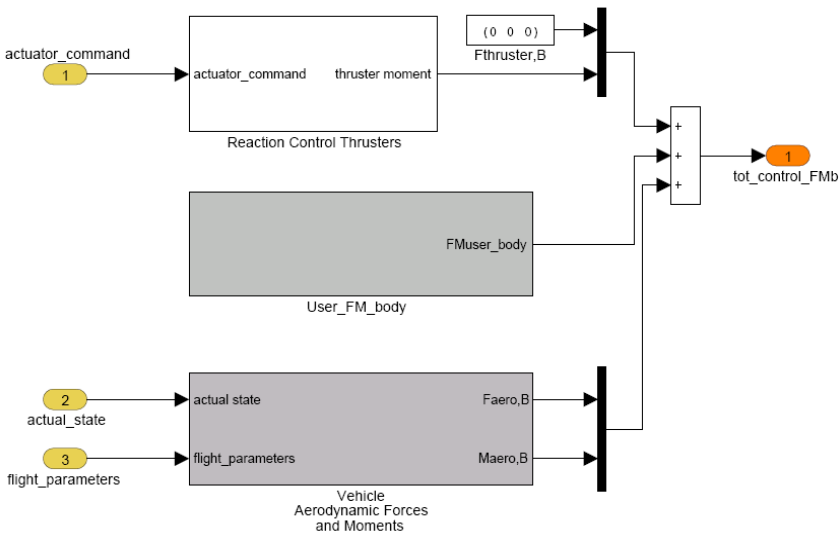 actuator_command
1
actuator_command
thruster moment
Reaction Control Thrusters
(0 0 0)
Fthruster,B
+
+
+
1
tot_control_FMb
FMuser_body
User_FM_body
2
actual_state
3
flight_parameters
actual state
Faero,B
flight_parameters
Maero,B
Vehicle
Aerodynamic Forces
and Moments